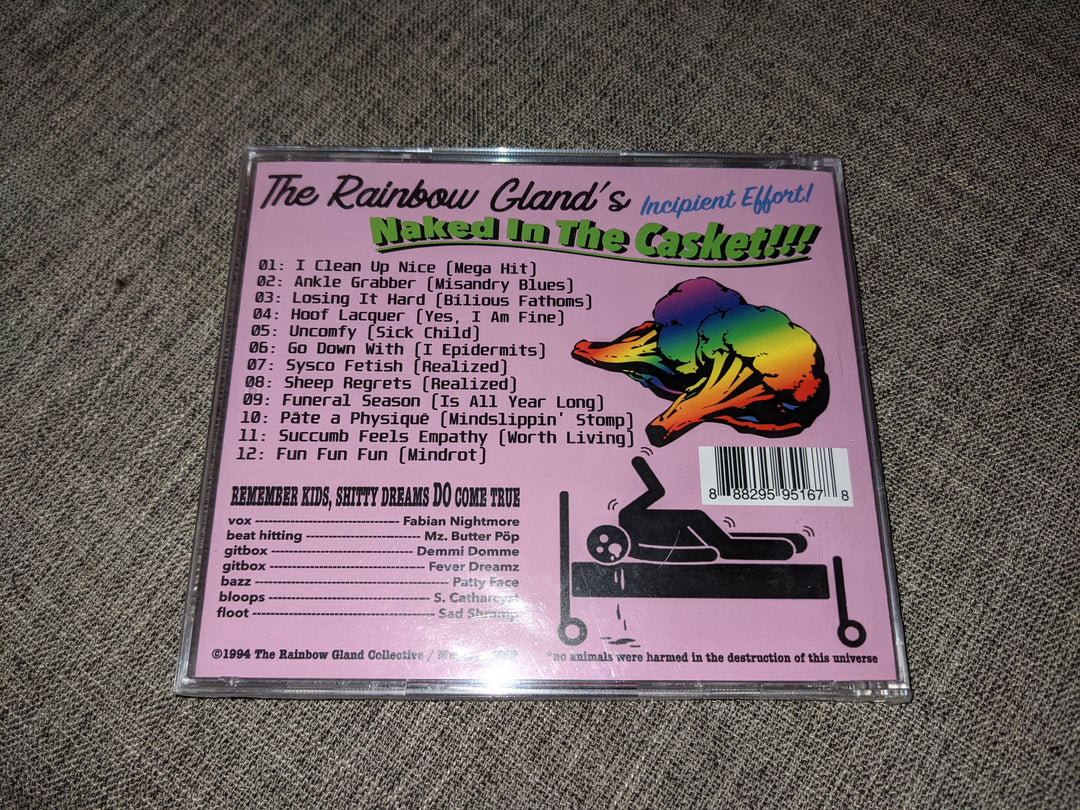 The Rainbow Gland's Incipient Effort!
Naked In The Casket!!!
01: I Clean Up Nice (Mega Hit)
02: Ankle Grabber (Misandry Blues)
03: Losing It Hard (Bilious Fathoms)
04: Hoof Lacquer (Yes, I Am Fine)
05: Uncomfy (Sick Child)
06: Go Down With (I Epidermits)
07: Sysco Fetish (Realized)
08: Sheep Regrets (Realized)
09: Funeral Season (Is All Year Long)
10: Pâte a Physiqué (Mindslippin' Stomp)
11: Succumb Feels Empathy (Worth Living)
12: Fun Fun Fun (Mindrot)
8 88295 95167 8
REMEMBER KIDS, SHITTY DREAMS DO COME TRUE
vox Fabian Nightmore
beat hitting Mz. Butter Pöp
gitbox Demmi Domme
gitbox Fever Dreamz
bazz Patty Face
bloops S. Catharcyst
floot Sad Shromp
©1994 The Rainbow Gland Collective /
*no animals were harmed in the destruction of this universe